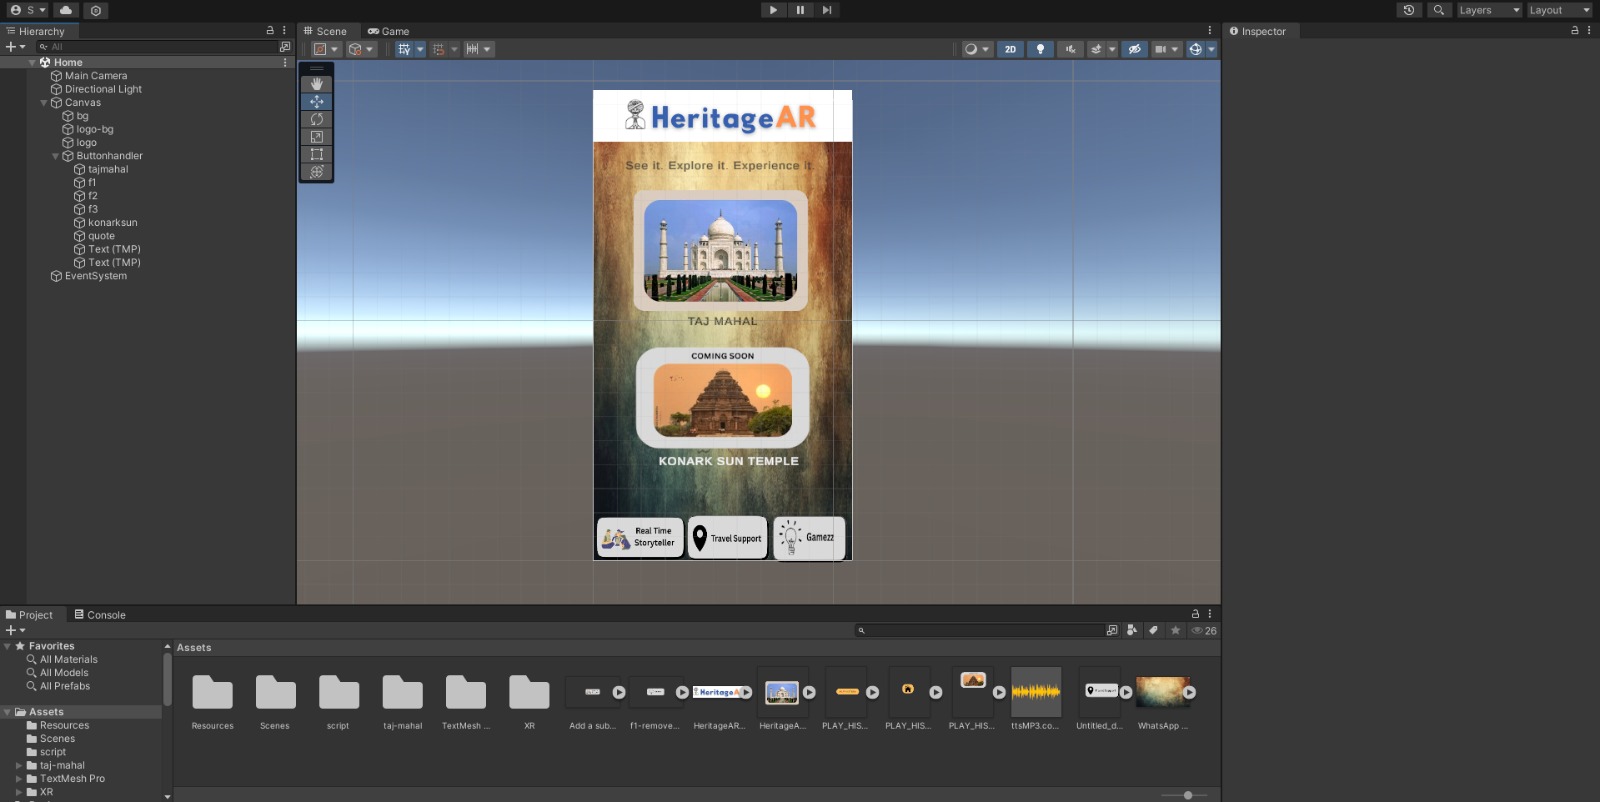 S
Layers
Layout
Hierarchy
All
Home
Main Camera
Directional Light
Canvas
bg
logo-bg
logo
Buttonhandler
tajmahal
f1
f2
f3
konarksun
quote
Text (TMP)
Text (TMP)
EventSystem
Scene
Game
2D
HeritageAR
See it. Explore it. Experience it.
TAJ MAHAL
COMING SOON
KONARK SUN TEMPLE
Real Time
Storyteller
Travel Support
Gamezz
Inspector
Project
Console
26
Favorites
All Materials
All Models
All Prefabs
Assets
Resources
Scenes
script
taj-mahal
TextMesh Pro
XR
Assets
HeritageA
Resources
Scenes
script
taj-mahal
TextMesh ...
XR
Add a sub...
f1-remove...
HeritageAR...
HeritageA...
PLAY_HIS...
PLAY_HIS...
PLAY_HIS...
ttsMP3.co...
Untitled_d...
WhatsApp ...